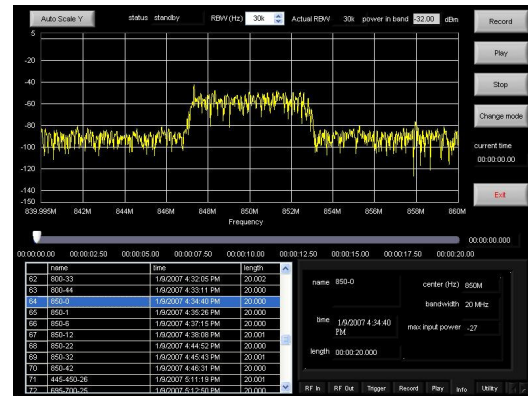 Auto Scale Y status standby RBW (Hz) 30k Actual RBW 30k power in band -32.00 dBm Record
5
-20
-40
-60
-80
-100
-120
-140
-150
839.995M 842M 844M 846M 848M 850M 852M 854M 856M 858M 860M
Frequency
Play
Stop
Change mode
current time
00:00:00.00
Exit
00:00:00.000
00:00:00.00 00:00:02.50 00:00:05.00 00:00:07.50 00:00:10.00 00:00:12.50 00:00:15.00 00:00:17.50 00:00:20.00
name time length
62 800-33 1/9/2007 4:32:05 PM 20.002
63 800-44 1/9/2007 4:33:11 PM 20.000
64 850-0 1/9/2007 4:34:40 PM 20.000
65 850-1 1/9/2007 4:35:26 PM 20.000
66 850-6 1/9/2007 4:37:15 PM 20.000
67 850-12 1/9/2007 4:38:08 PM 20.001
68 850-22 1/9/2007 4:44:52 PM 20.000
69 850-32 1/9/2007 4:45:43 PM 20.001
70 850-42 1/9/2007 4:46:31 PM 20.000
71 445-450-26 1/9/2007 5:11:19 PM 20.001
72 695-700-25 1/9/2007 5:12:50 PM 20.000
name 850-0
center (Hz) 850M
bandwidth 20 MHz
time 1/9/2007 4:34:40
PM
max input power -27
length 00:00:20.000
RF In RF Out Trigger Record Play Info Utility